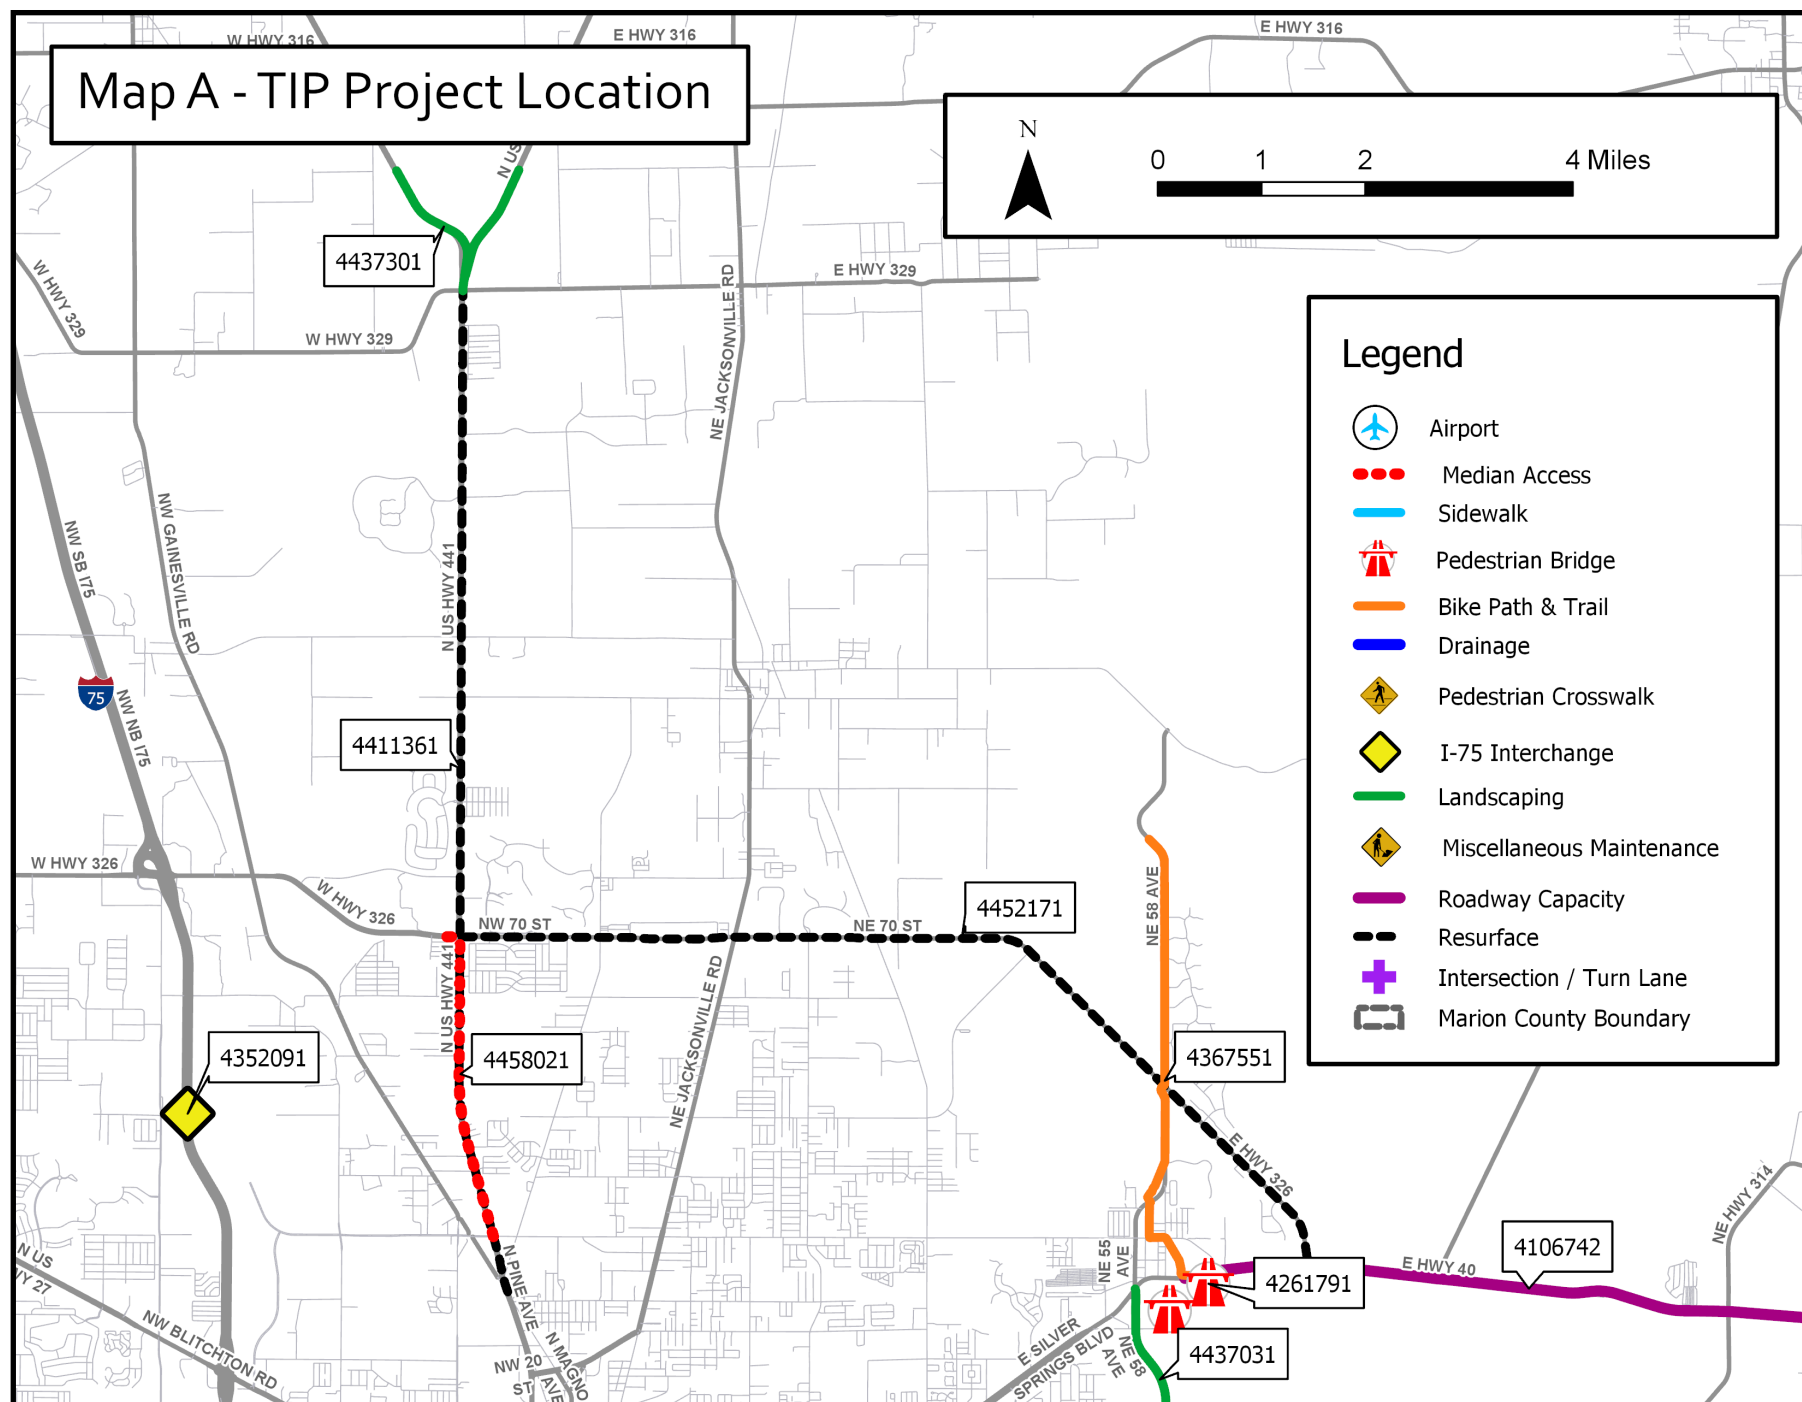 W HWY 316
E HWY 316
E HWY 316
Map A - TIP Project Location
N
0 1 2 4 Miles
N US
4437301
W HWY 329
E HWY 329
W HWY 329
NE JACKSONVILLE RD
Legend
Airport
Median Access
Sidewalk
Pedestrian Bridge
Bike Path & Trail
Drainage
Pedestrian Crosswalk
I-75 Interchange
Landscaping
Miscellaneous Maintenance
Roadway Capacity
Resurface
Intersection / Turn Lane
Marion County Boundary
NW SB I75
NW GAINESVILLE RD
N US HWY 441
75
NW NB I75
4411361
W HWY 326
W HWY 326
NW 70 ST
NE 70 ST
4452171
NE 58 AVE
N US HWY 441
NE JACKSONVILLE RD
4352091
4458021
4367551
E HWY 326
NE HWY 314
N US
WY 27
N PINE AVE
NE 55
AVE
4261791
E HWY 40
4106742
NW BLITCHTON RD
NW 20
ST
N MAGNO
AVE
E SILVER
SPRINGS BLVD
NE 58
AVE
4437031